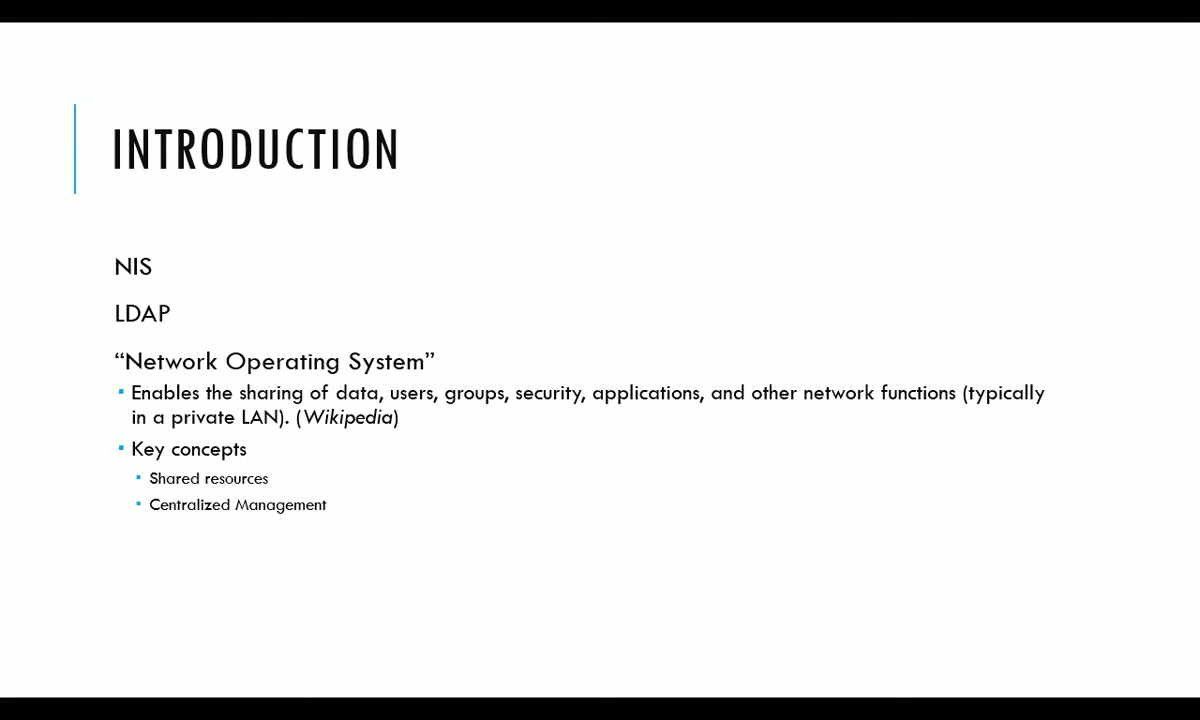 INTRODUCTION
NIS
LDAP
“Network Operating System”
▪ Enables the sharing of data, users, groups, security, applications, and other network functions (typically
in a private LAN). (Wikipedia)
▪ Key concepts
▪ Shared resources
▪ Centralized Management